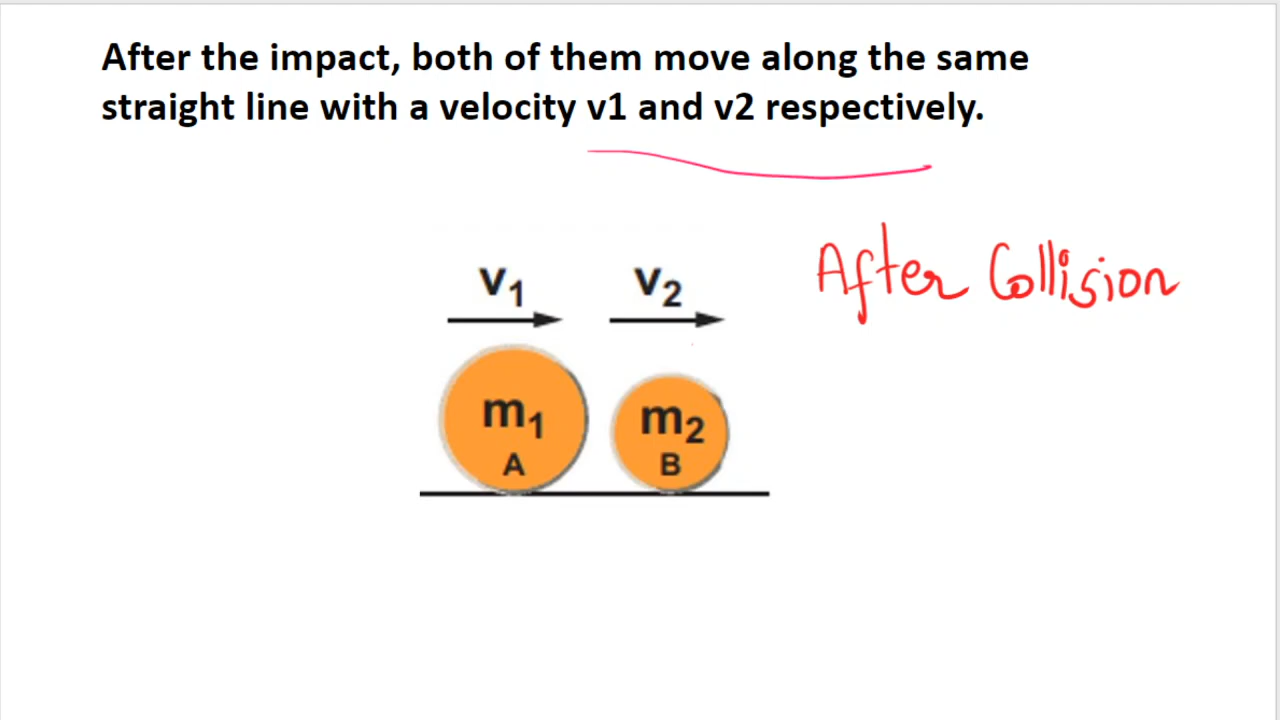 After the impact, both of them move along the same
straight line with a velocity v1 and v2 respectively.
After Collision
v₁ v₂
m₁ m₂
A B